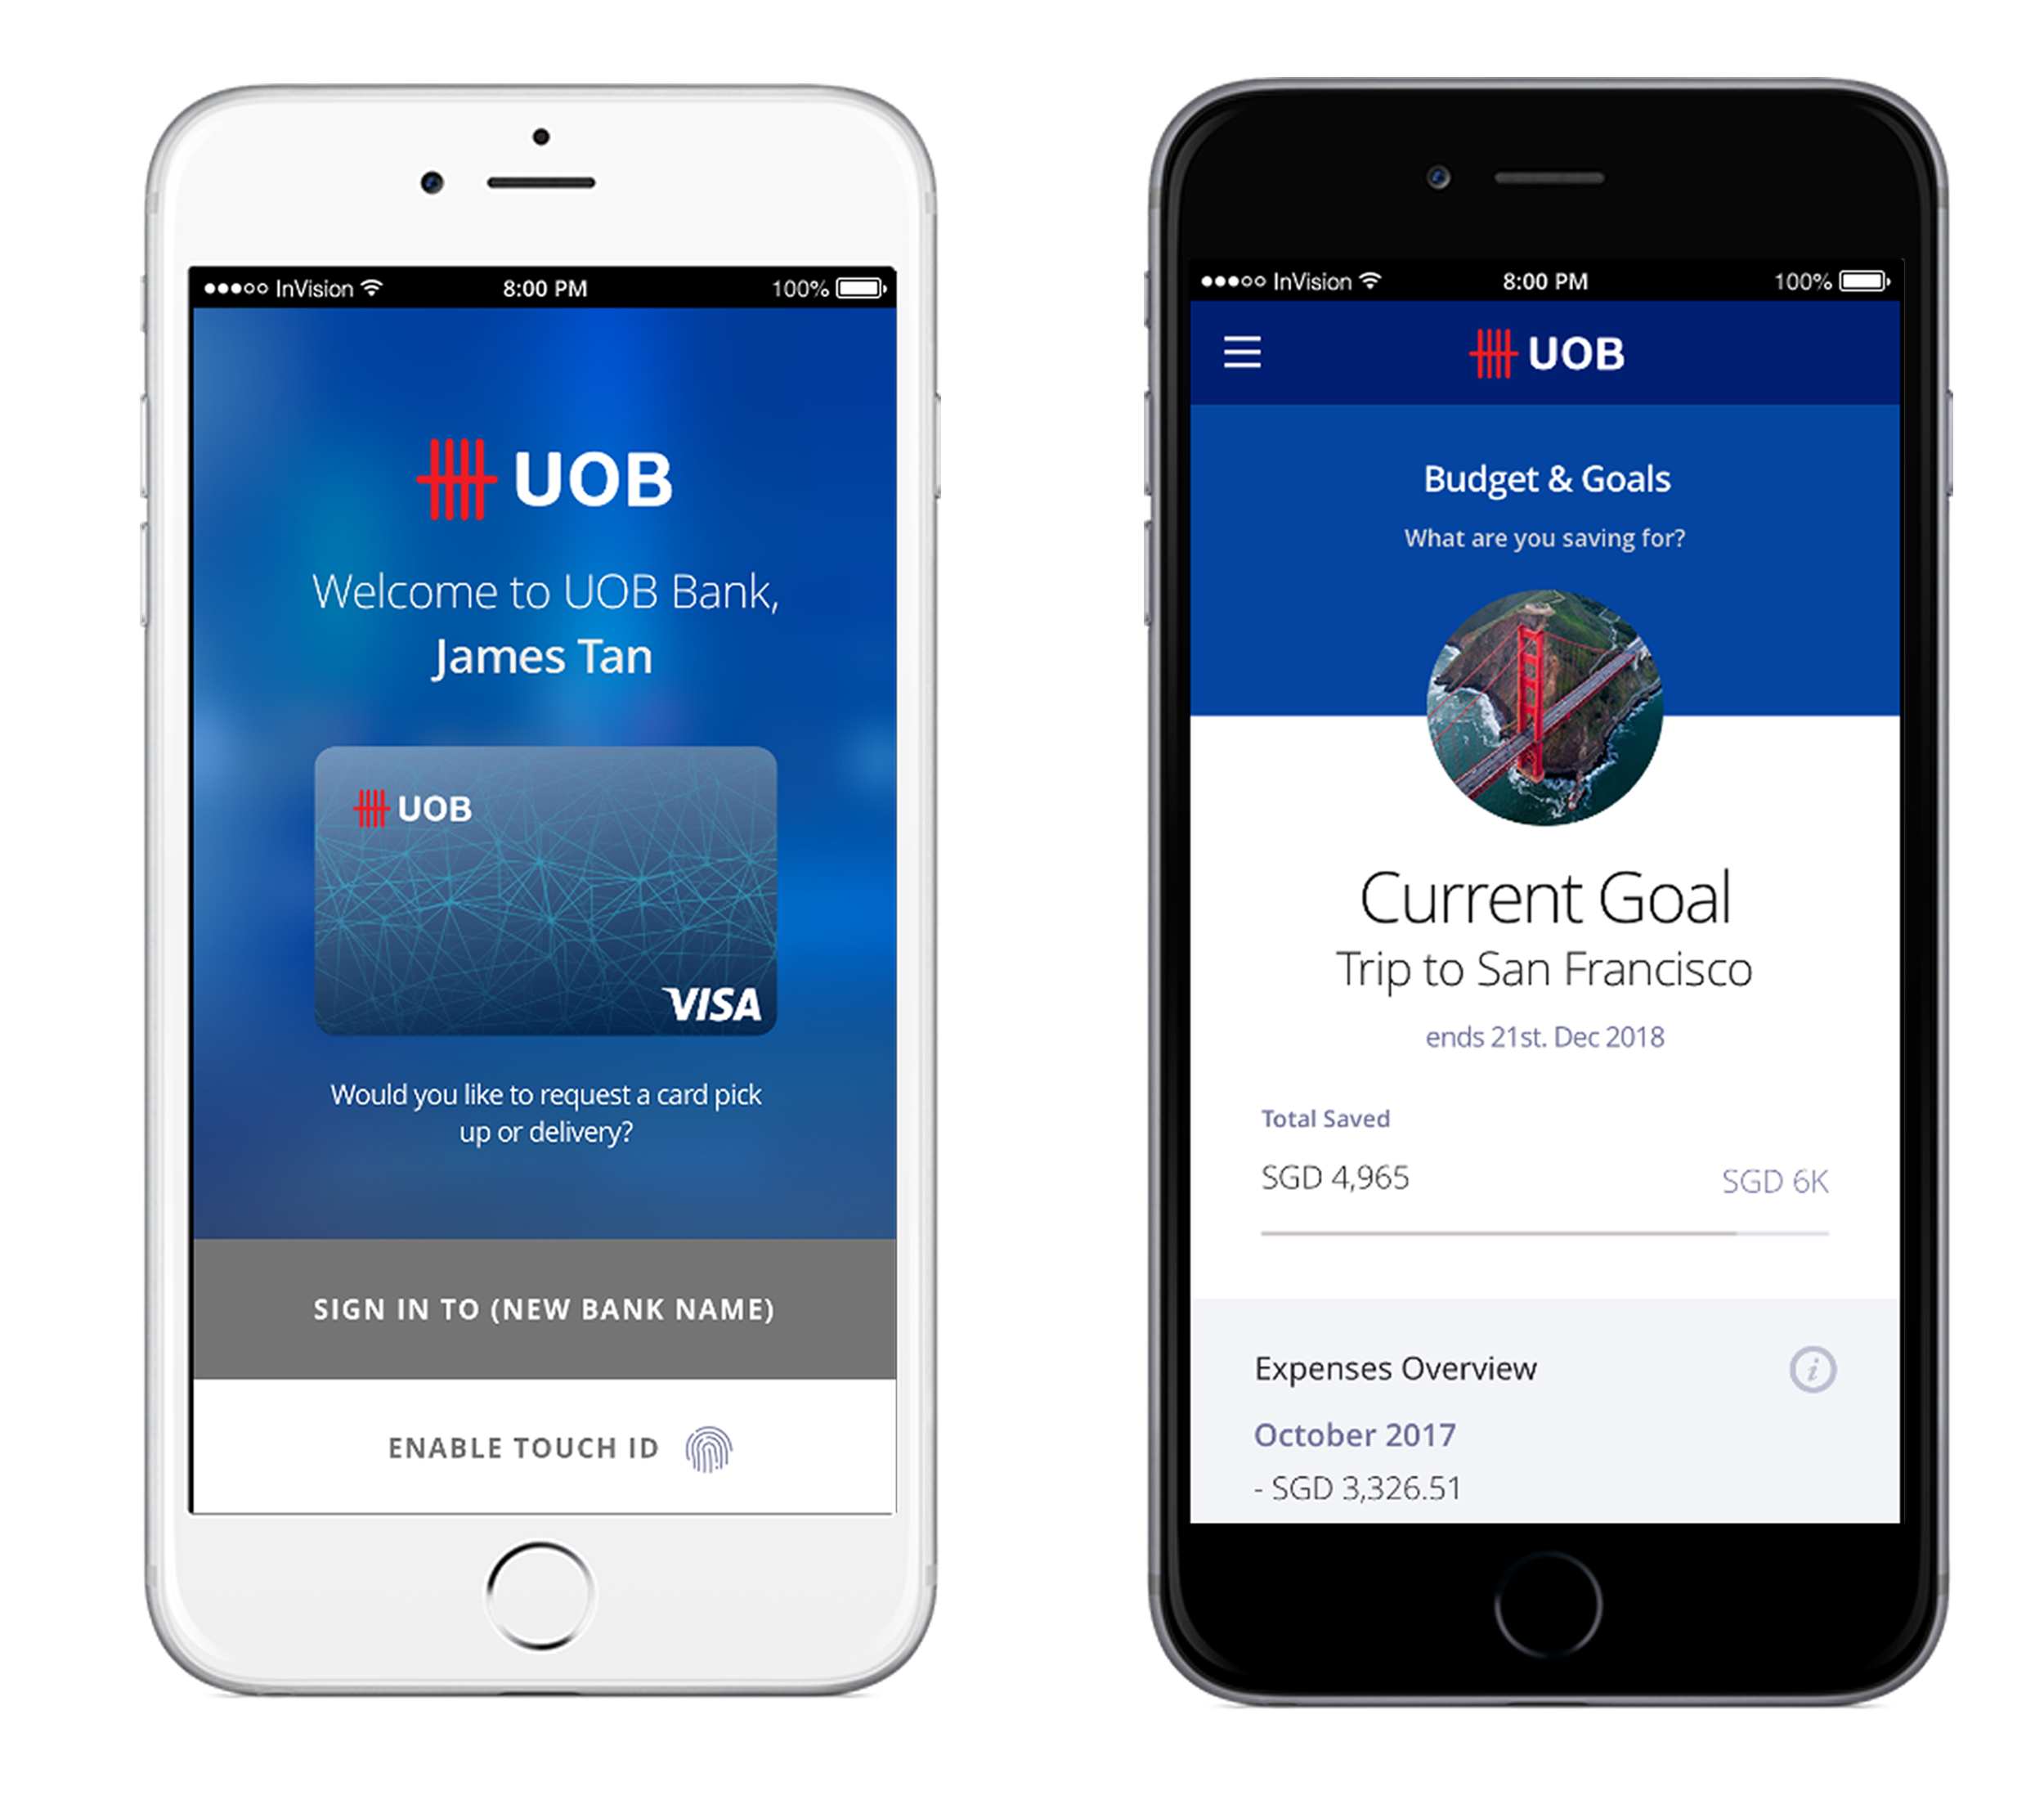 InVision 8:00 PM 100%
UOB
Welcome to UOB Bank,
James Tan
UOB
VISA
Would you like to request a card pick
up or delivery?
SIGN IN TO (NEW BANK NAME)
ENABLE TOUCH ID
InVision 8:00 PM 100%
UOB
Budget & Goals
What are you saving for?
Current Goal
Trip to San Francisco
ends 21st. Dec 2018
Total Saved
SGD 4,965 SGD 6K
Expenses Overview i
October 2017
- SGD 3,326.51